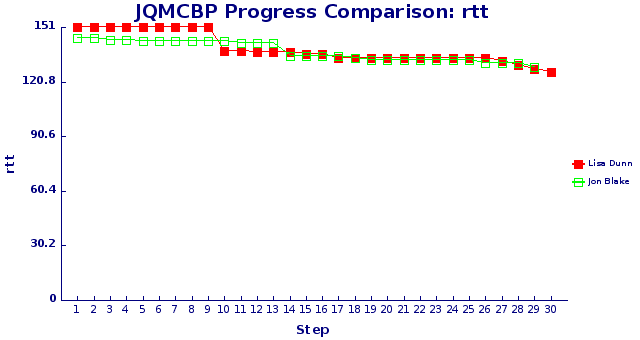 JQMCBP Progress Comparison: rtt
151
120.8
90.6
60.4
30.2
0
rtt
1 2 3 4 5 6 7 8 9 10 11 12 13 14 15 16 17 18 19 20 21 22 23 24 25 26 27 28 29 30
Step
Lisa Dunn
Jon Blake